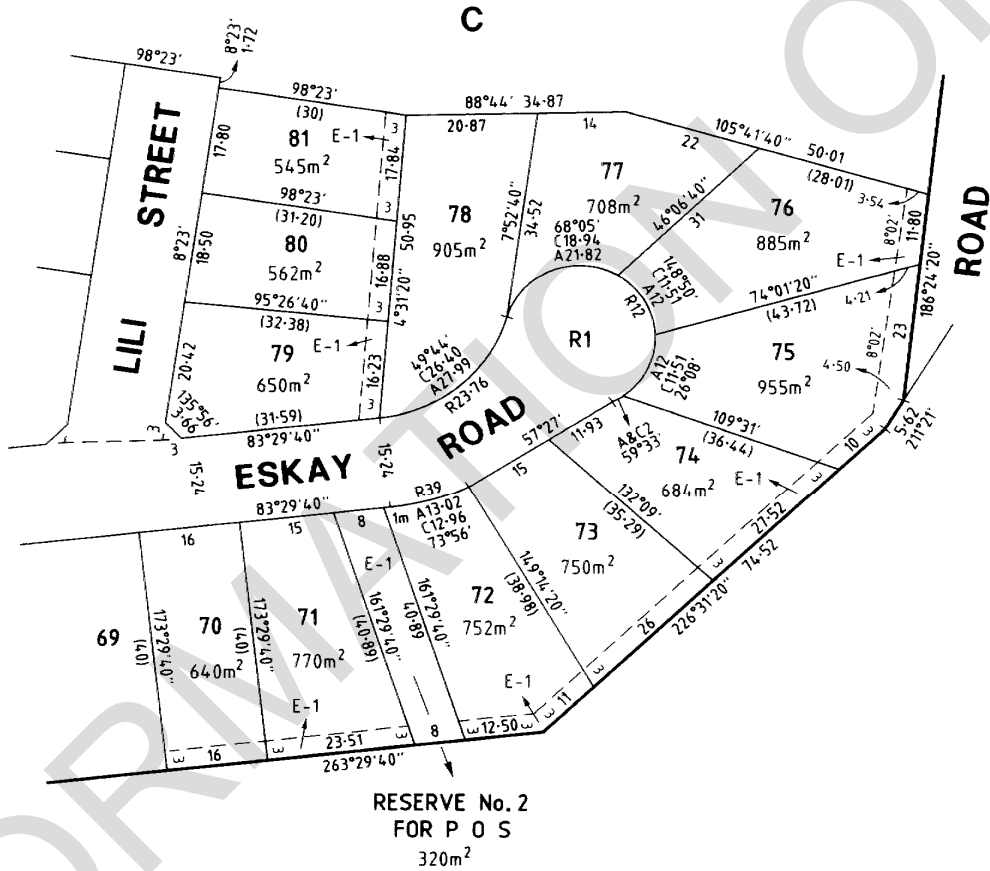 C
98°23'
8°23'
1·72
98°23'
(30)
88°44' 34·87
20·87
14
105°41'40" 50·01
22
(28·01)
3·54
LILI STREET
17·80
81
545m²
E-1
3
17·84
98°23'
(31·20)
3
8°23'
18·50
80
562m²
16·88
95°26'40"
(32·38)
3
E-1
79
650m²
16·23
(31·59)
3
20·42
135°56'
3·66
83°29'40"
4°31'20" 50·95
78
905m²
7°52'40"
34·52
77
708m²
68°05'
C18·94
A21·82
46°06'40"
31
76
885m²
8°02'
11·80
E-1
148°50'
C11·51
A12
R12
74°01'20"
(43·72)
4·21
ROAD
186°24'20"
23
R1
75
955m²
8°02'
4·50
A12
C11·51
26°08'
49°44'
C26·40
A27·99
R23·76
109°31'
(36·44)
5·62
211°21'
3
3
15·24
ESKAY ROAD
15·24
83°29'40"
57°27'
11·93
A&C2
59°33'
74
684m²
E-1
3
10
27·52
74·52
R39
A13·02
C12·96
73°56'
15
132°09'
(35·29)
73
750m²
3
26
226°31'20"
16
15
8
1m
69
173°29'40"
(40)
70
640m²
173°29'40"
(40)
71
770m²
E-1
161°29'40"
(40·89)
E-1
161°29'40"
40·89
72
752m²
149°14'20"
(38·98)
E-1
3
11
3
16
3
23·51
3
8
3
12·50
3
263°29'40"
RESERVE No. 2
FOR P O S
320m²
ORMATION ON